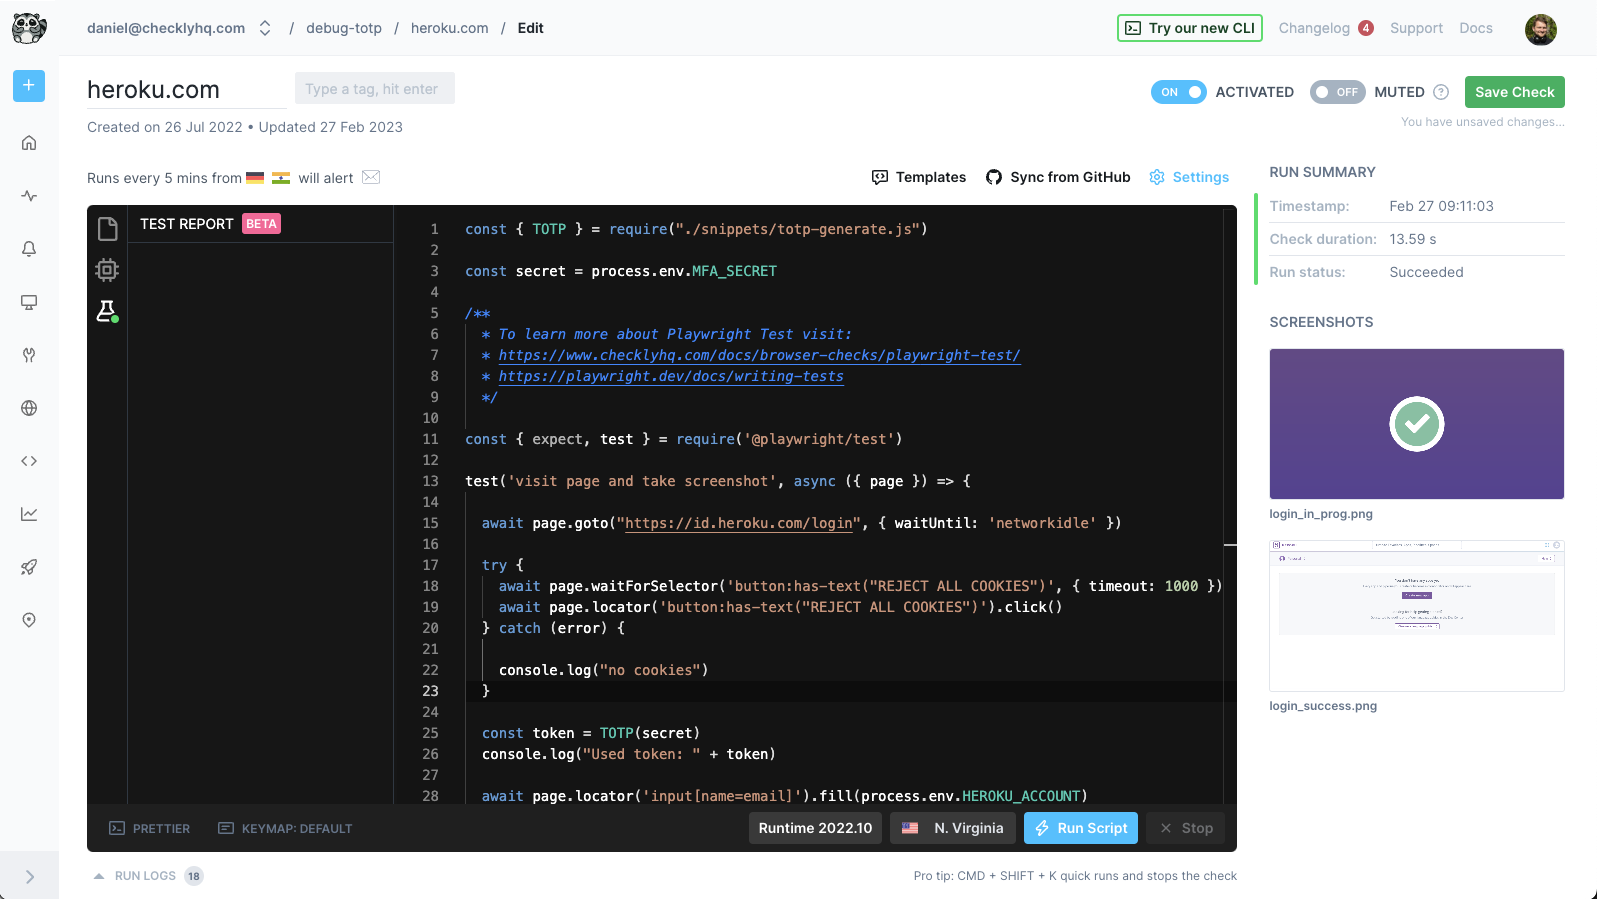 daniel@checklyhq.com / debug-totp / heroku.com / Edit
Try our new CLI
Changelog 4 Support Docs
heroku.com
Type a tag, hit enter
ON ACTIVATED OFF MUTED ? Save Check
Created on 26 Jul 2022 • Updated 27 Feb 2023
You have unsaved changes...
Runs every 5 mins from will alert
Templates Sync from GitHub Settings
TEST REPORT BETA
1 const { TOTP } = require("./snippets/totp-generate.js")
2
3 const secret = process.env.MFA_SECRET
4
5 /**
6 * To learn more about Playwright Test visit:
7 * https://www.checklyhq.com/docs/browser-checks/playwright-test/
8 * https://playwright.dev/docs/writing-tests
9 */
10
11 const { expect, test } = require('@playwright/test')
12
13 test('visit page and take screenshot', async ({ page }) => {
14
15 await page.goto("https://id.heroku.com/login", { waitUntil: 'networkidle' })
16
17 try {
18 await page.waitForSelector('button:has-text("REJECT ALL COOKIES")', { timeout: 1000 })
19 await page.locator('button:has-text("REJECT ALL COOKIES")').click()
20 } catch (error) {
21
22 console.log("no cookies")
23 }
24
25 const token = TOTP(secret)
26 console.log("Used token: " + token)
27
28 await page.locator('input[name=email]').fill(process.env.HEROKU_ACCOUNT)
PRETTIER KEYMAP: DEFAULT
Runtime 2022.10 N. Virginia Run Script Stop
RUN LOGS 18
Pro tip: CMD + SHIFT + K quick runs and stops the check
RUN SUMMARY
Timestamp: Feb 27 09:11:03
Check duration: 13.59 s
Run status: Succeeded
SCREENSHOTS
login_in_prog.png
login_success.png